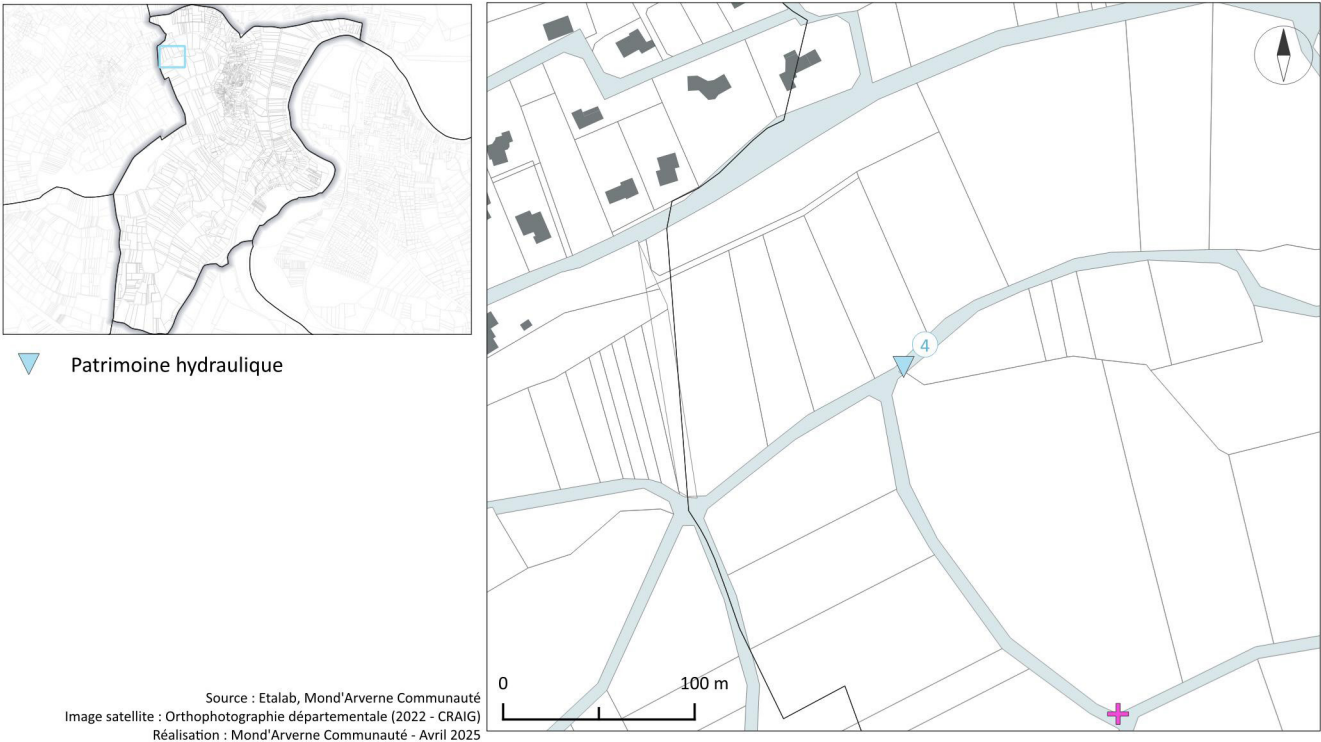 Patrimoine hydraulique
4
0
100 m
Source : Etalab, Mond'Arverne Communauté
Image satellite : Orthophotographie départementale (2022 - CRAIG)
Réalisation : Mond'Arverne Communauté - Avril 2025